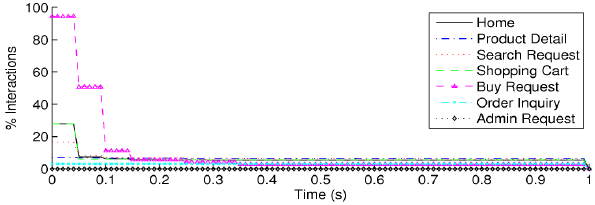 100
80
60
40
20
0
% Interactions
0 0.1 0.2 0.3 0.4 0.5 0.6 0.7 0.8 0.9 1
Time (s)
Home
Product Detail
Search Request
Shopping Cart
Buy Request
Order Inquiry
Admin Request